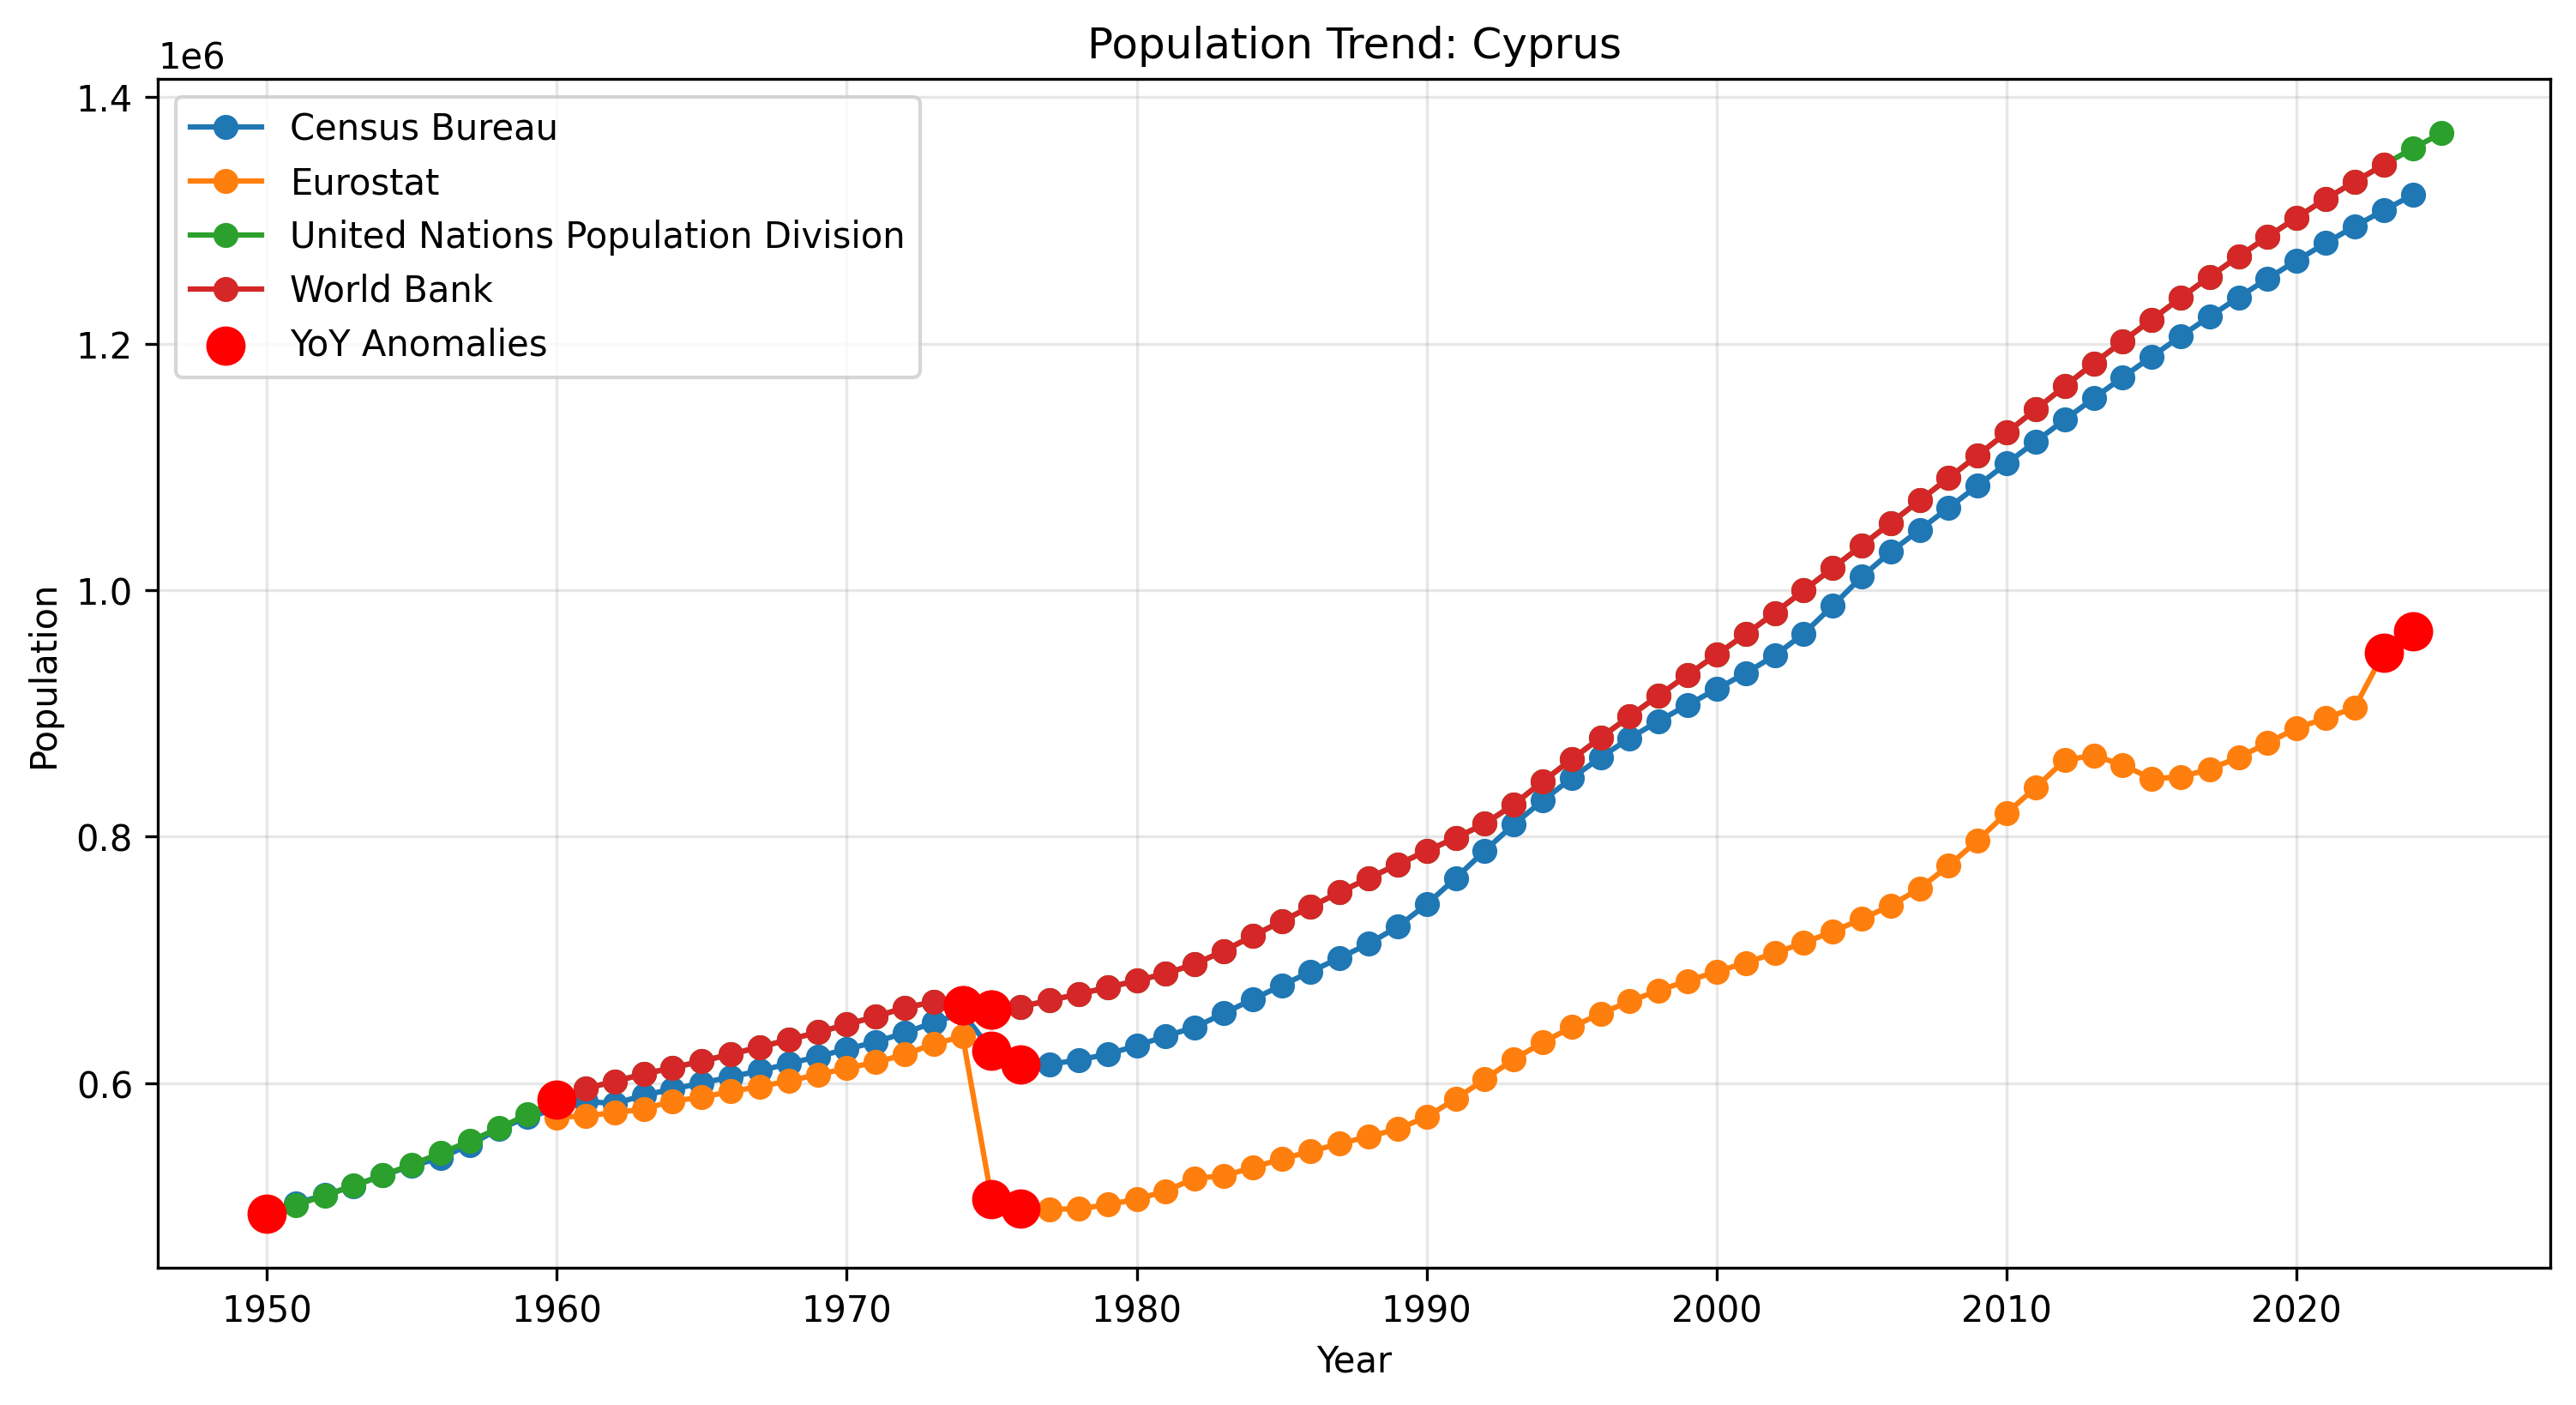 Population Trend: Cyprus
1e6
1.4
1.2
1.0
0.8
0.6
Population
Census Bureau
Eurostat
United Nations Population Division
World Bank
YoY Anomalies
1950
1960
1970
1980
1990
2000
2010
2020
Year